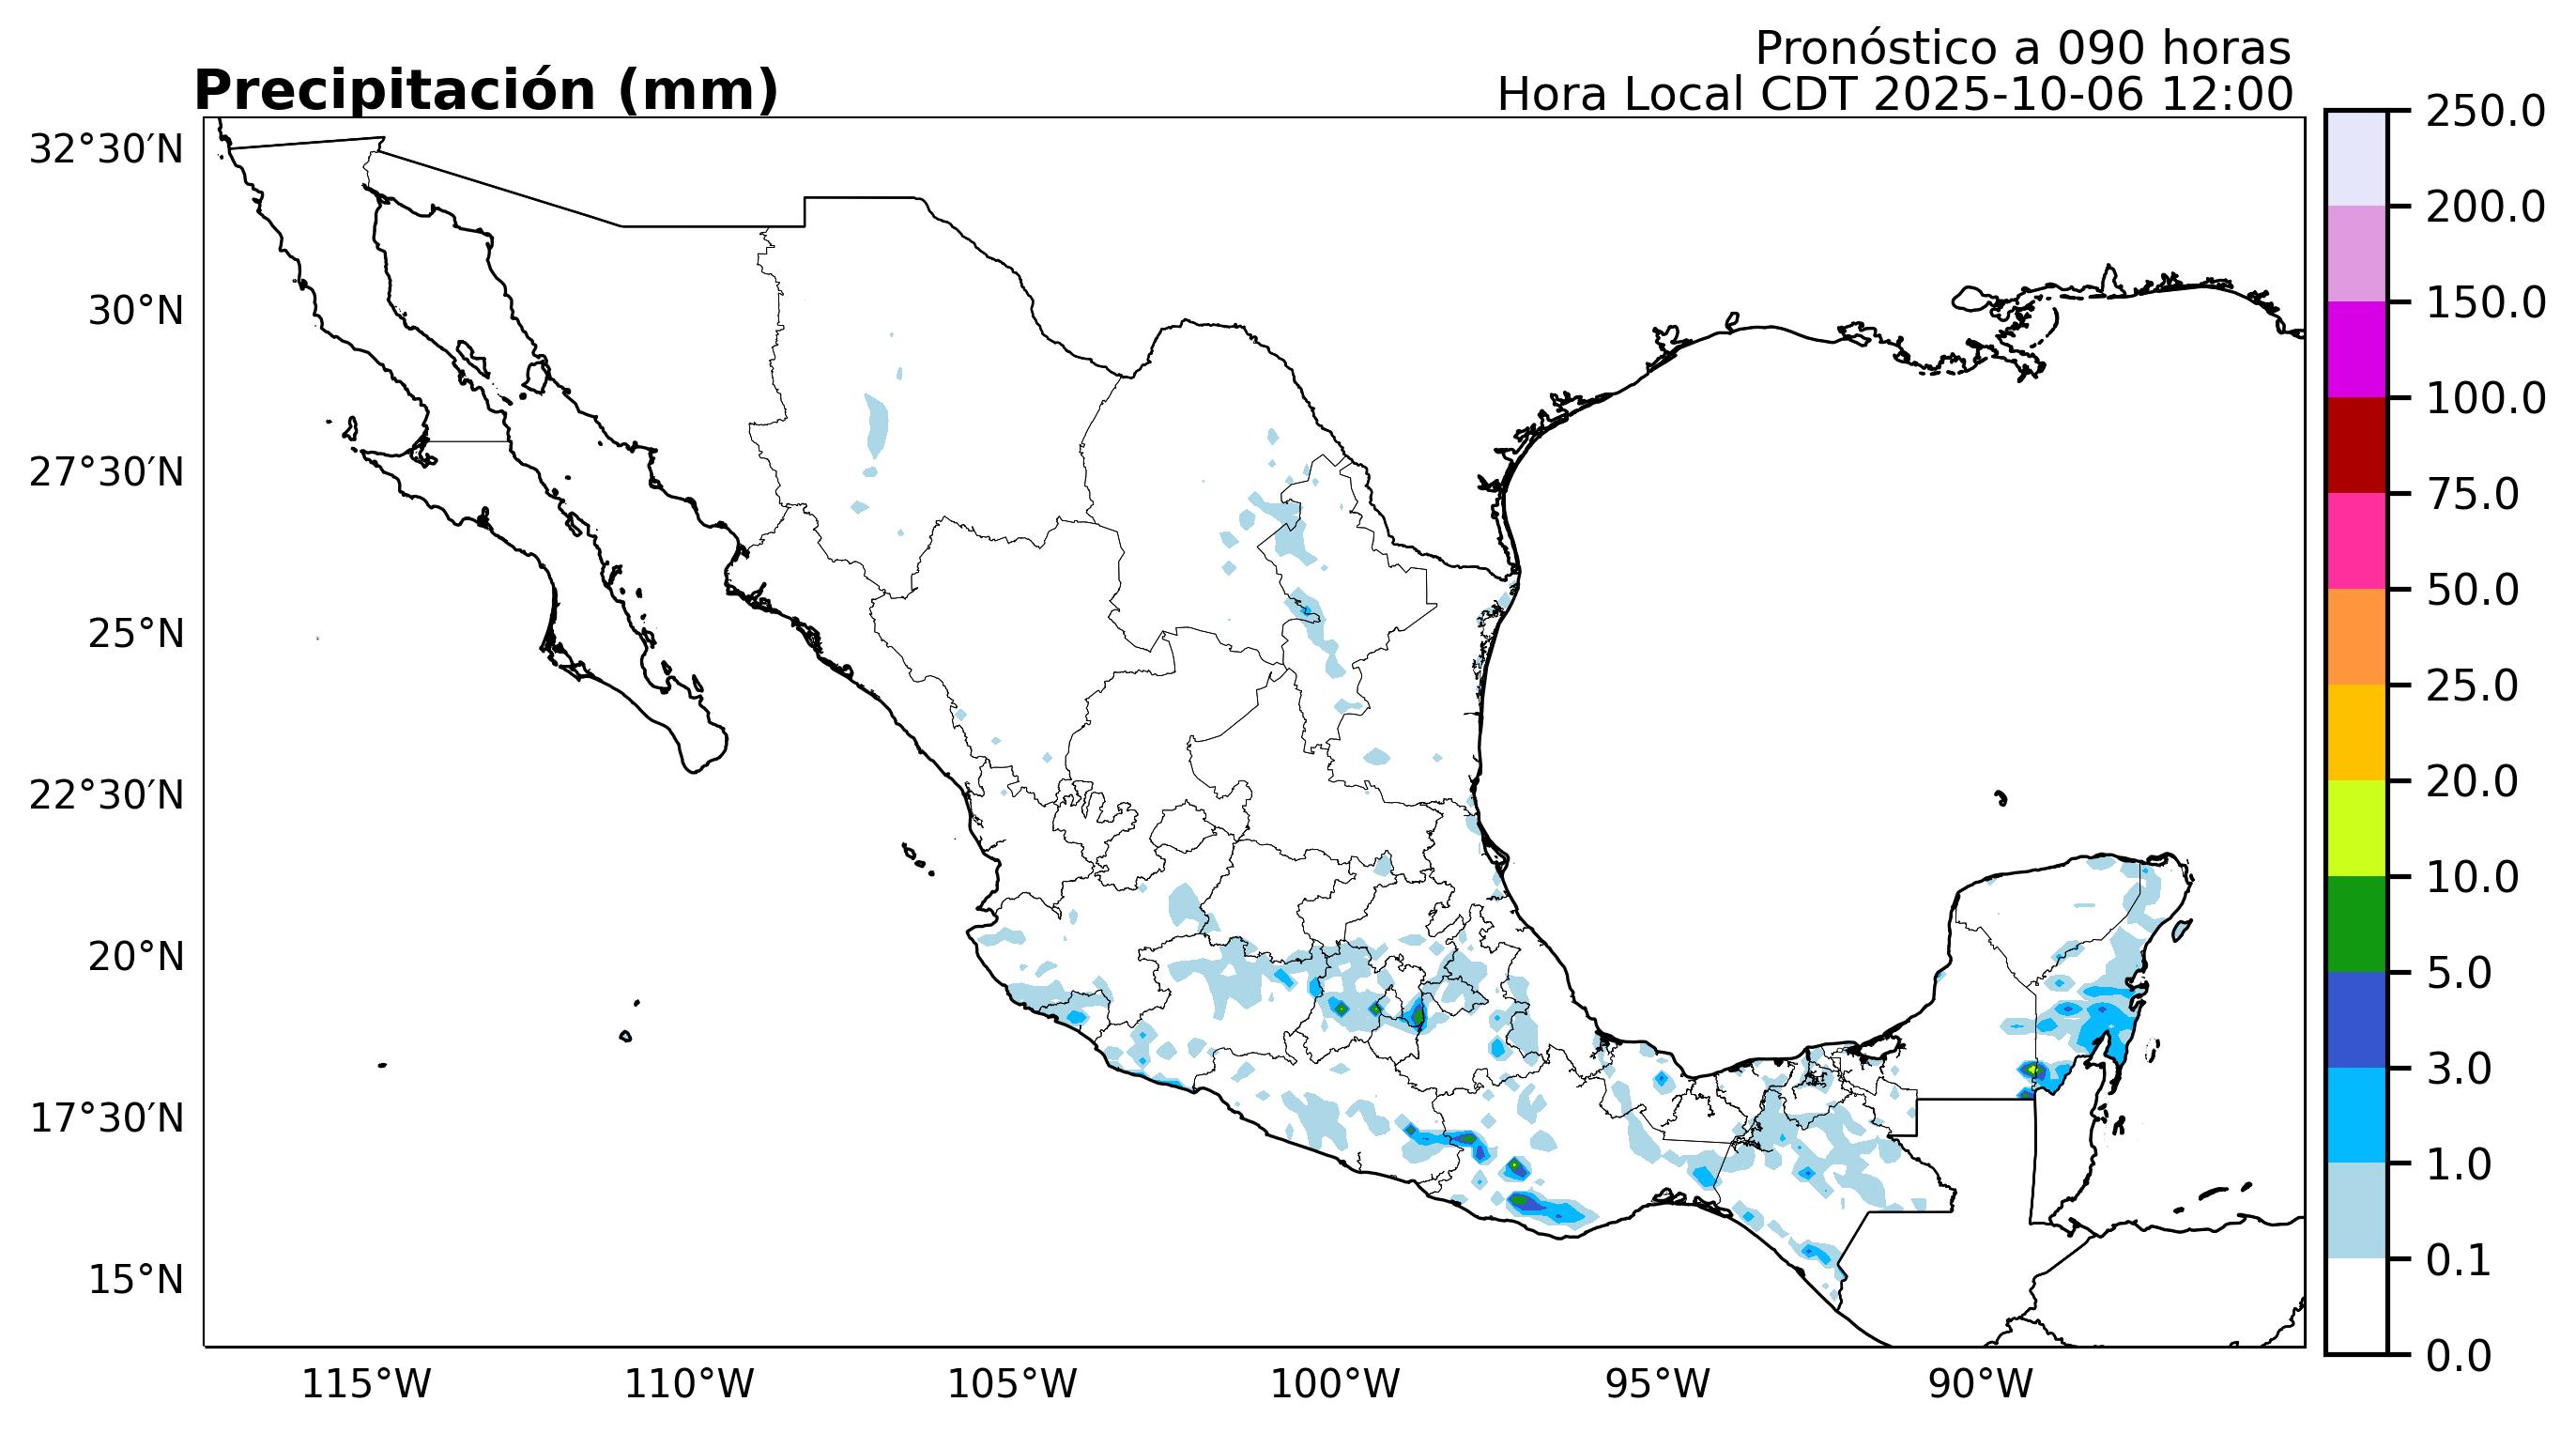 Pronóstico a 090 horas
Precipitación (mm)
Hora Local CDT 2025-10-06 12:00
32°30′N
30°N
27°30′N
25°N
22°30′N
20°N
17°30′N
15°N
115°W
110°W
105°W
100°W
95°W
90°W
250.0
200.0
150.0
100.0
75.0
50.0
25.0
20.0
10.0
5.0
3.0
1.0
0.1
0.0